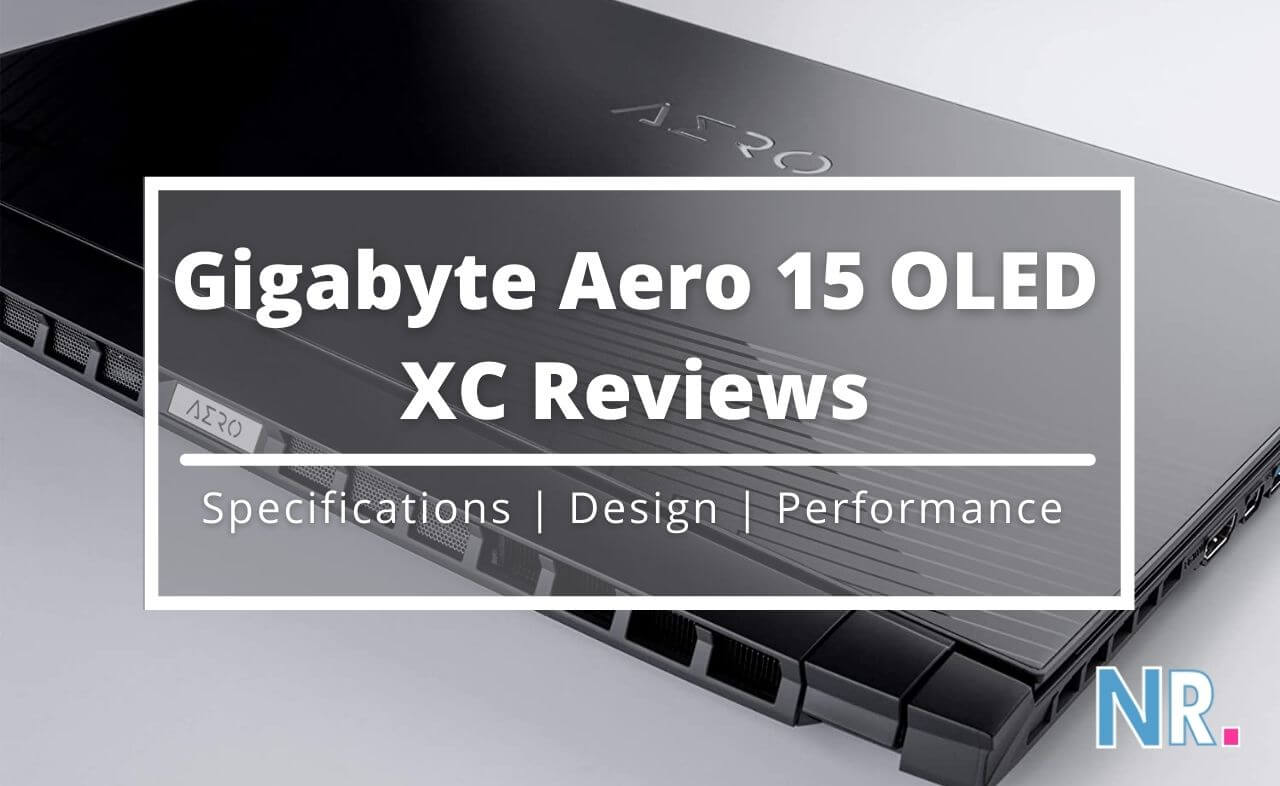 AERO
Gigabyte Aero 15 OLED
XC Reviews
AERO
Specifications | Design | Performance
NR.